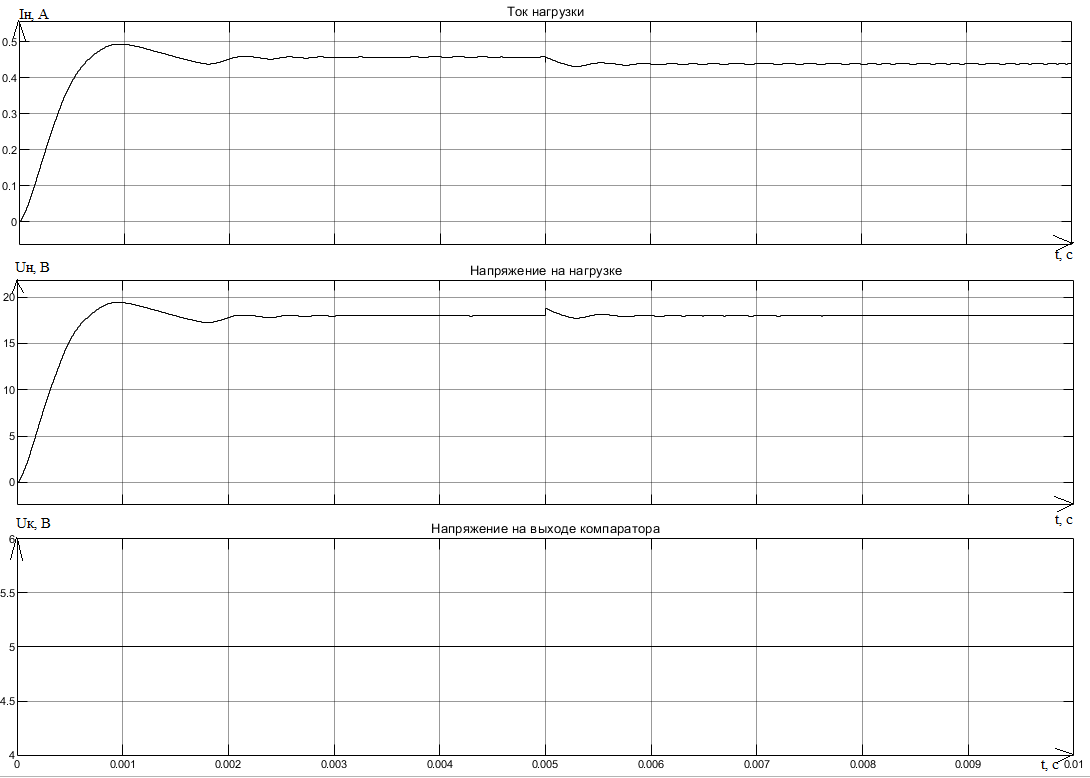 Iн, А
Ток нагрузки
0.5
0.4
0.3
0.2
0.1
0
t, с
Uн, В
Напряжение на нагрузке
20
15
10
5
0
t, с
Uк, В
Напряжение на выходе компаратора
6
5.5
5
4.5
4
0 0.001 0.002 0.003 0.004 0.005 0.006 0.007 0.008 0.009 t, с 0.01